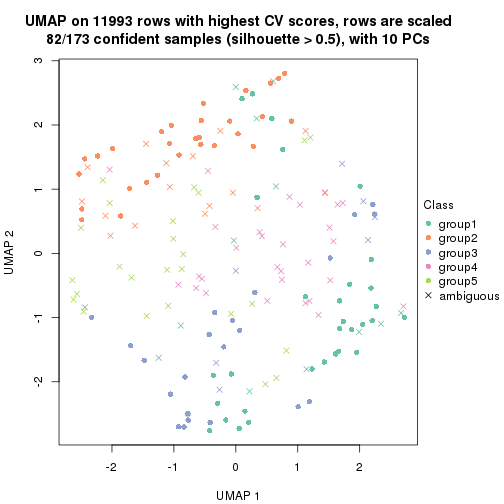 UMAP on 11993 rows with highest CV scores, rows are scaled
82/173 confident samples (silhouette > 0.5), with 10 PCs
3
2
1
0
-1
-2
UMAP 2
-2
-1
0
1
2
UMAP 1
Class
group1
group2
group3
group4
group5
ambiguous